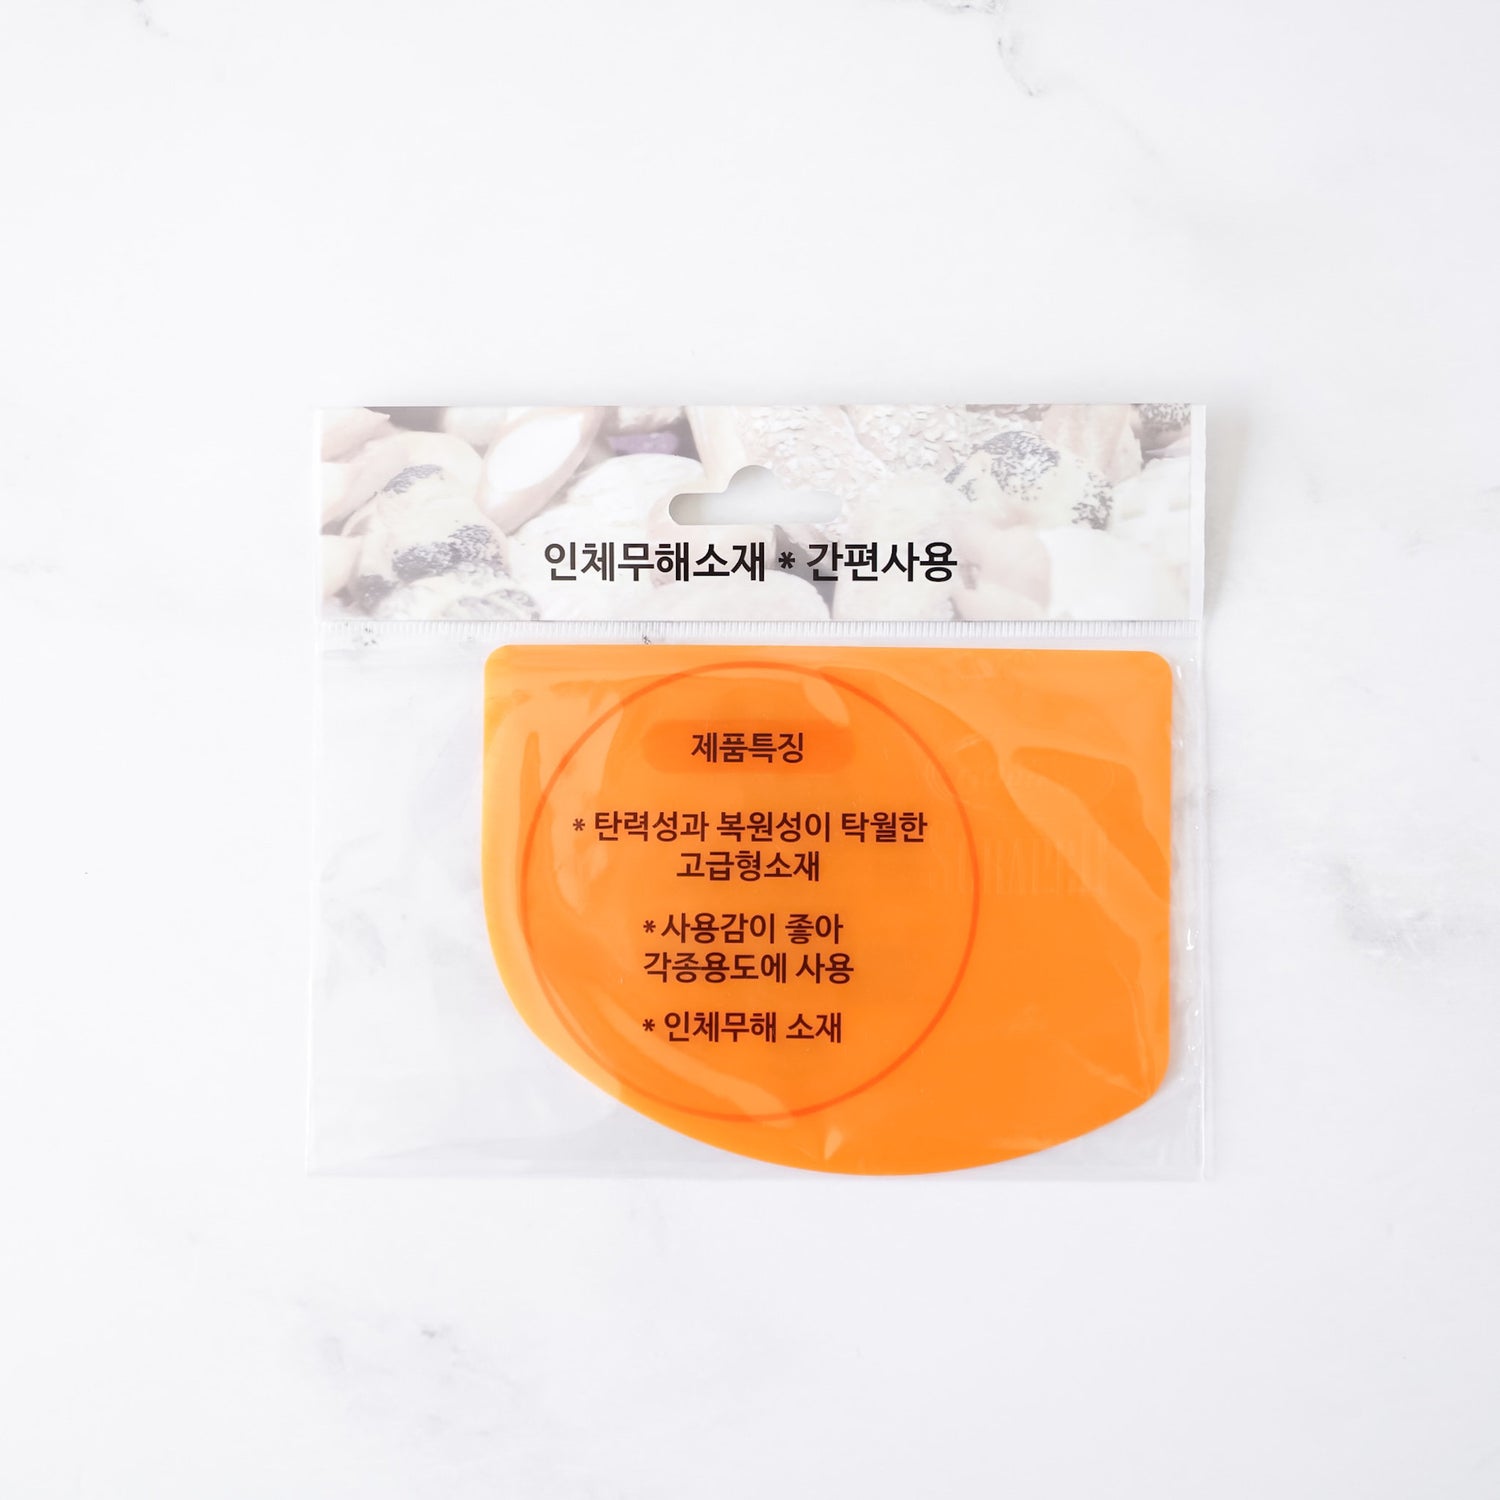 인체무해소재 * 간편사용
제품특징
* 탄력성과 복원성이 탁월한
고급형소재
* 사용감이 좋아
각종용도에 사용
* 인체무해 소재